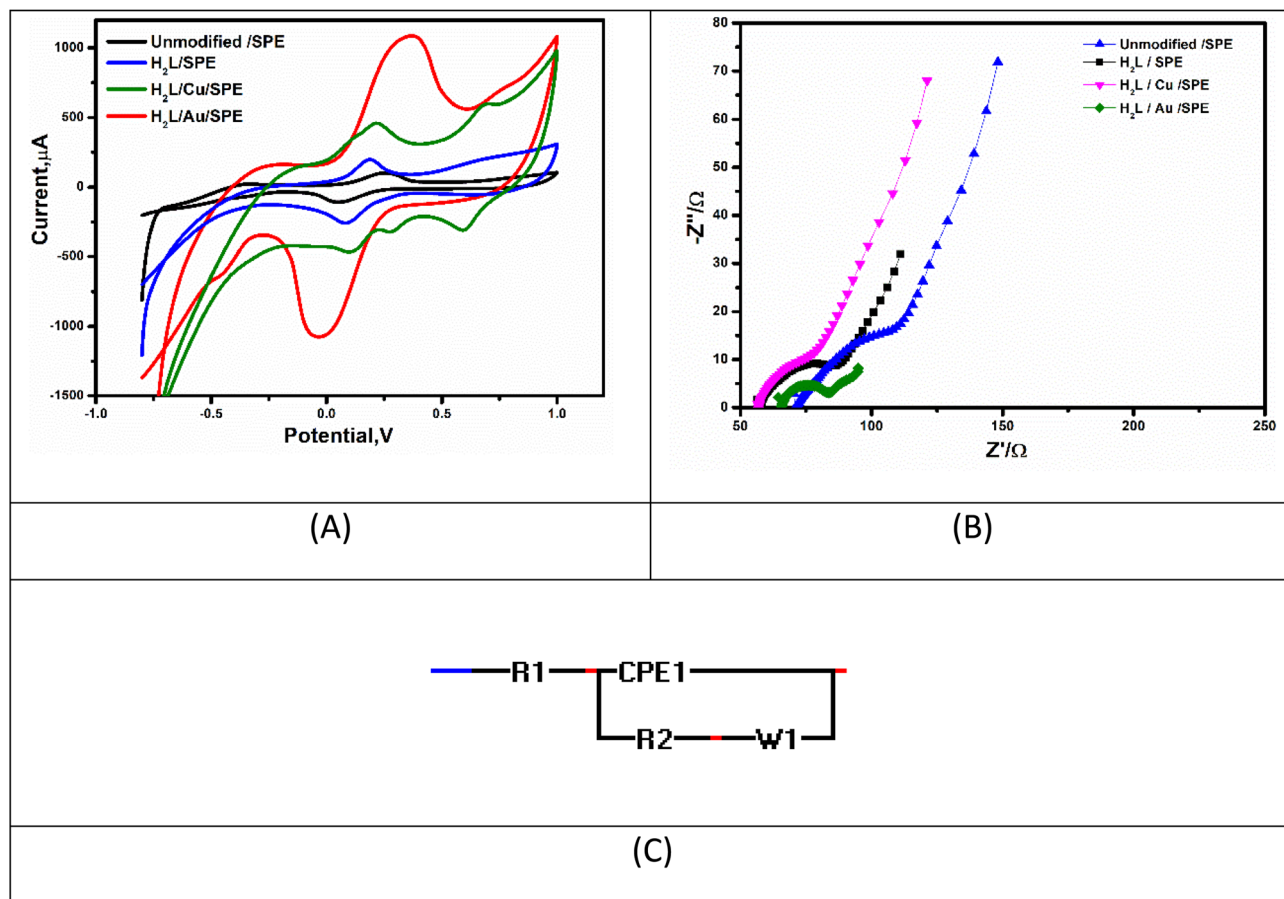 Unmodified /SPE
H₂L/SPE
H₂L/Cu/SPE
H₂L/Au/SPE
1000
500
0
-500
-1000
-1500
Current,μA
-1.0
-0.5
0.0
0.5
1.0
Potential,V
Unmodified /SPE
H₂L / SPE
H₂L / Cu /SPE
H₂L / Au /SPE
80
70
60
50
40
30
20
10
0
-Z"/Ω
50
100
150
200
250
Z'/Ω
(A)
(B)
R1
CPE1
R2
W1
(C)